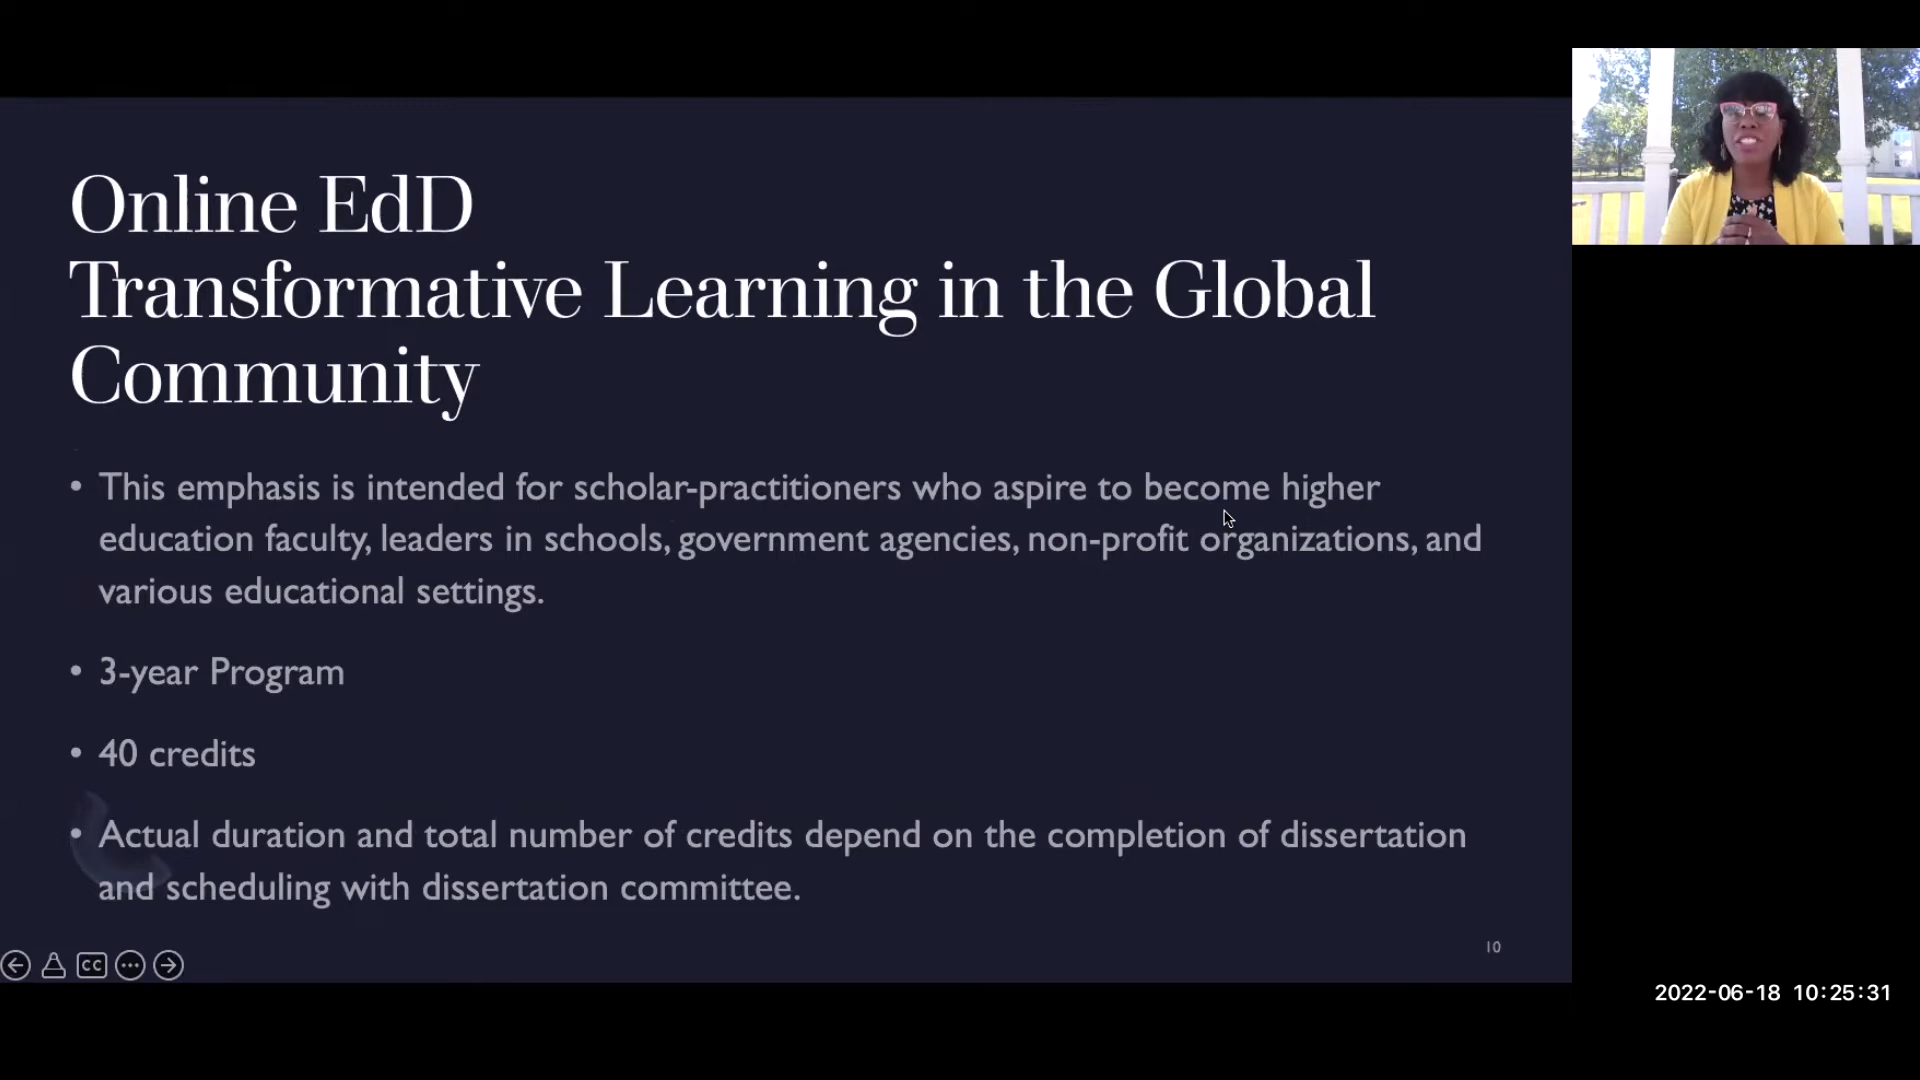 Online EdD
Transformative Learning in the Global
Community
• This emphasis is intended for scholar-practitioners who aspire to become higher
education faculty, leaders in schools, government agencies, non-profit organizations, and
various educational settings.
• 3-year Program
• 40 credits
• Actual duration and total number of credits depend on the completion of dissertation
and scheduling with dissertation committee.
10
CC
2022-06-18 10:25:31